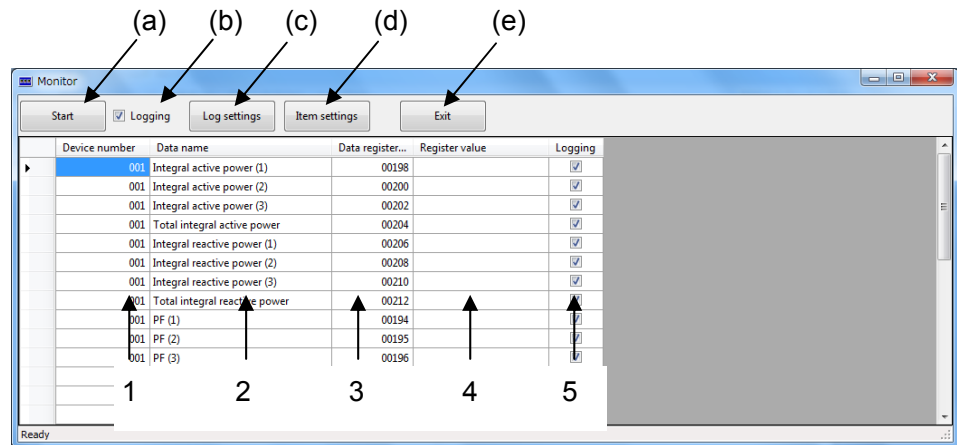 (a) (b) (c) (d) (e)
Monitor
Start Logging Log settings Item settings Exit
Device number Data name Data register... Register value Logging
001 Integral active power (1) 00198
001 Integral active power (2) 00200
001 Integral active power (3) 00202
001 Total integral active power 00204
001 Integral reactive power (1) 00206
001 Integral reactive power (2) 00208
001 Integral reactive power (3) 00210
001 Total integral reactive power 00212
001 PF (1) 00194
001 PF (2) 00195
001 PF (3) 00196
1 2 3 4 5
Ready